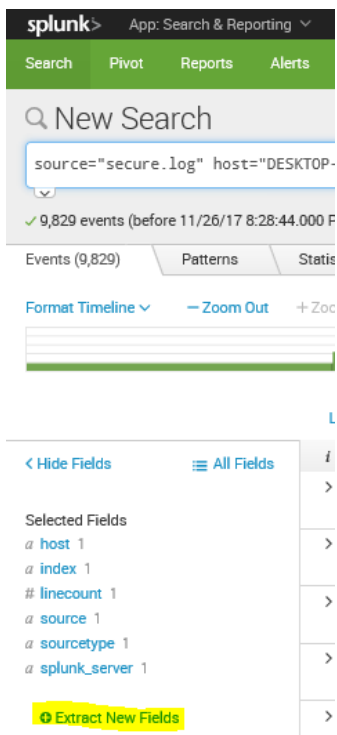 splunk> App: Search & Reporting
Search Pivot Reports Alerts
New Search
source="secure.log" host="DESKTOP-
9,829 events (before 11/26/17 8:28:44.000 P
Events (9,829) Patterns Statis
Format Timeline — Zoom Out + Zoo
L
< Hide Fields All Fields i
Selected Fields
a host 1
a index 1
# linecount 1
a source 1
a sourcetype 1
a splunk_server 1
Extract New Fields